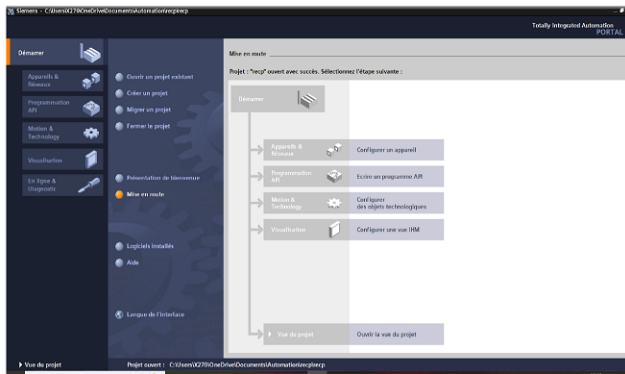 Siemens - C:\Users\X270\OneDrive\Documents\Automation\recp\recp
Totally Integrated Automation
PORTAL
Démarrer
Appareils &
Réseaux
Programmation
API
Motion &
Technology
Visualisation
En ligne &
Diagnostic
Ouvrir un projet existant
Créer un projet
Migrer un projet
Fermer le projet
Présentation de bienvenue
Mise en route
Logiciels installés
Aide
Langue de l'interface
Mise en route
Projet : "recp" ouvert avec succès. Sélectionnez l'étape suivante :
Démarrer
Appareils &
Réseaux
Configurer un appareil
Programmation
API
Ecrire un programme API
Motion &
Technology
Configurer
des objets technologiques
Visualisation
Configurer une vue IHM
Vue du projet
Ouvrir la vue du projet
Vue du projet
Projet ouvert : C:\Users\X270\OneDrive\Documents\Automation\recp\recp